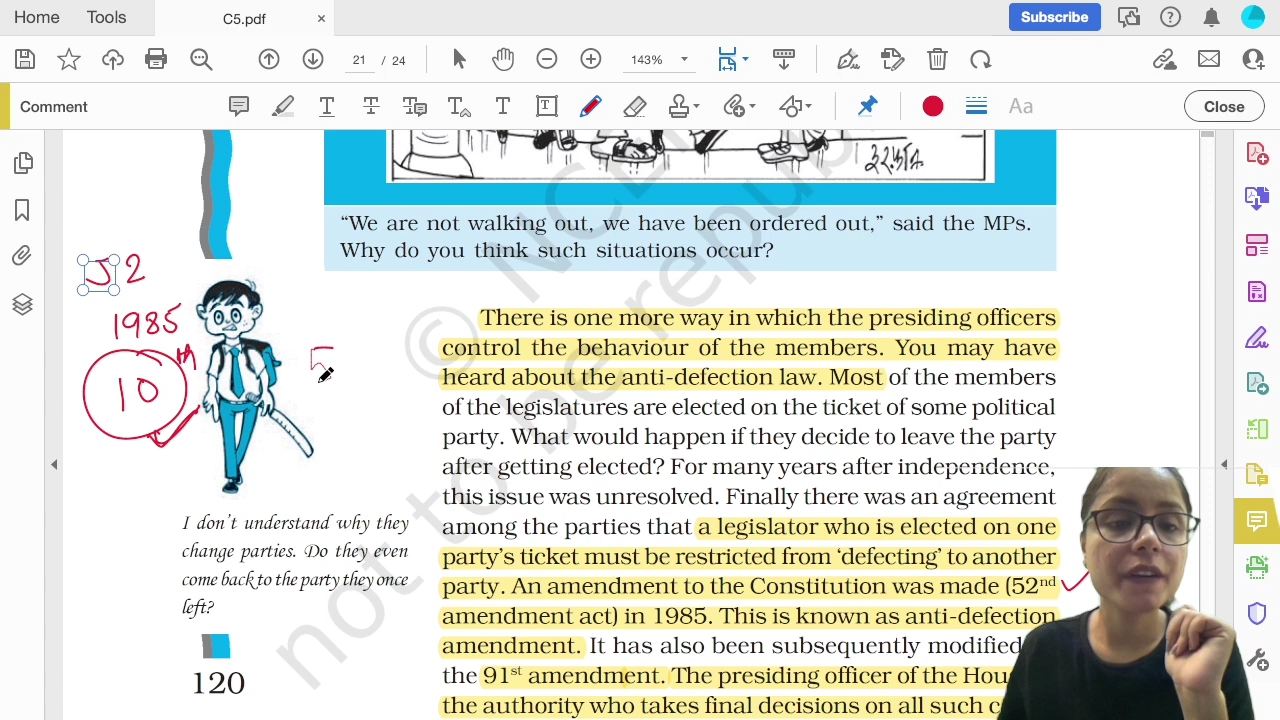 Home Tools C5.pdf × Subscribe
21 / 24 143%
Comment Aa Close
“We are not walking out, we have been ordered out,” said the MPs.
Why do you think such situations occur?
52
1985
10th
5
There is one more way in which the presiding officers
control the behaviour of the members. You may have
heard about the anti-defection law. Most of the members
of the legislatures are elected on the ticket of some political
party. What would happen if they decide to leave the party
after getting elected? For many years after independence,
this issue was unresolved. Finally there was an agreement
among the parties that a legislator who is elected on one
party’s ticket must be restricted from ‘defecting’ to another
party. An amendment to the Constitution was made (52nd
amendment act) in 1985. This is known as anti-defection
amendment. It has also been subsequently modified
the 91st amendment. The presiding officer of the Hou
the authority who takes final decisions on all such c
I don’t understand why they
change parties. Do they even
come back to the party they once
left?
120
© NCE
not to be repu